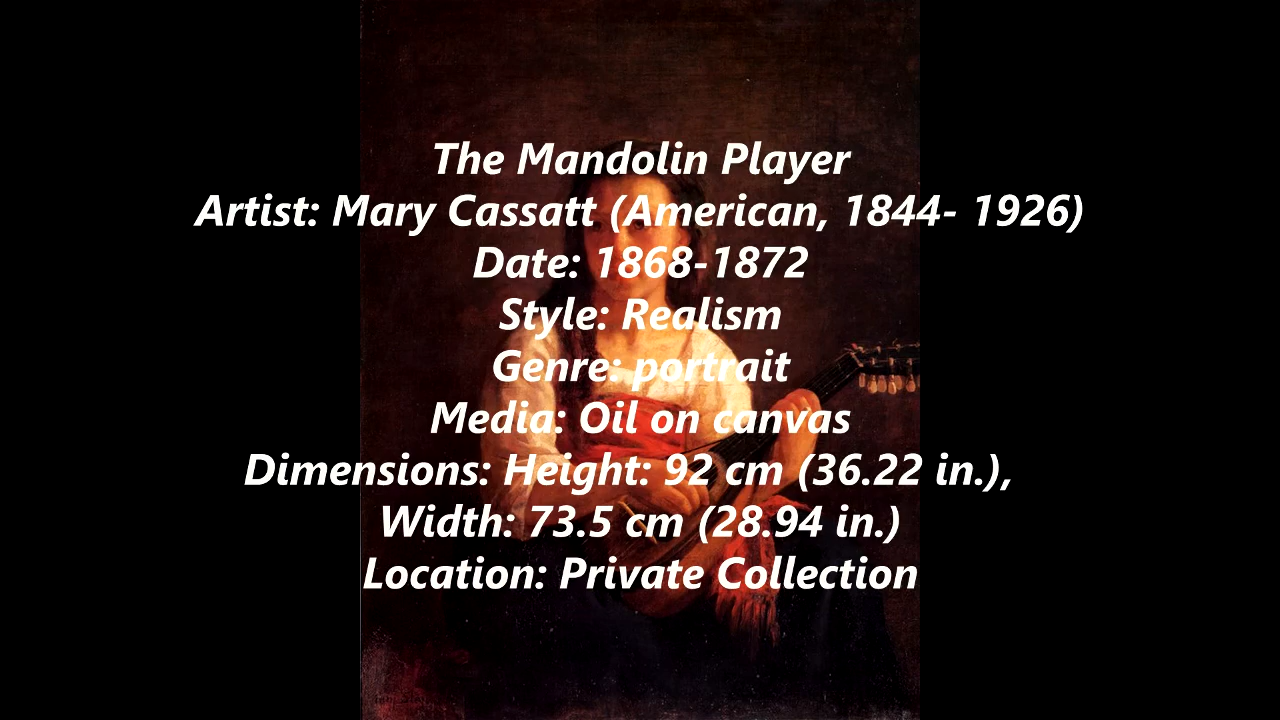 The Mandolin Player
Artist: Mary Cassatt (American, 1844- 1926)
Date: 1868-1872
Style: Realism
Genre: portrait
Media: Oil on canvas
Dimensions: Height: 92 cm (36.22 in.),
Width: 73.5 cm (28.94 in.)
Location: Private Collection